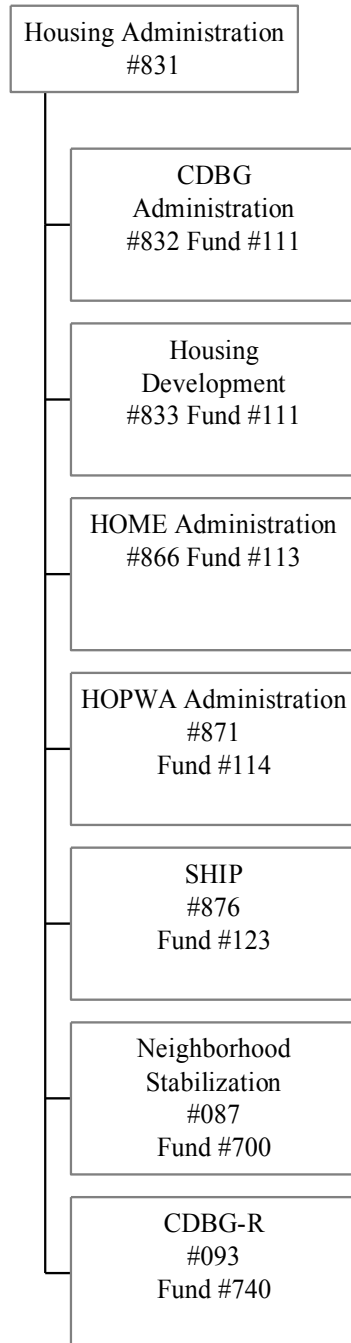 Housing Administration
#831
CDBG
Administration
#832 Fund #111
Housing
Development
#833 Fund #111
HOME Administration
#866 Fund #113
HOPWA Administration
#871
Fund #114
SHIP
#876
Fund #123
Neighborhood
Stabilization
#087
Fund #700
CDBG-R
#093
Fund #740